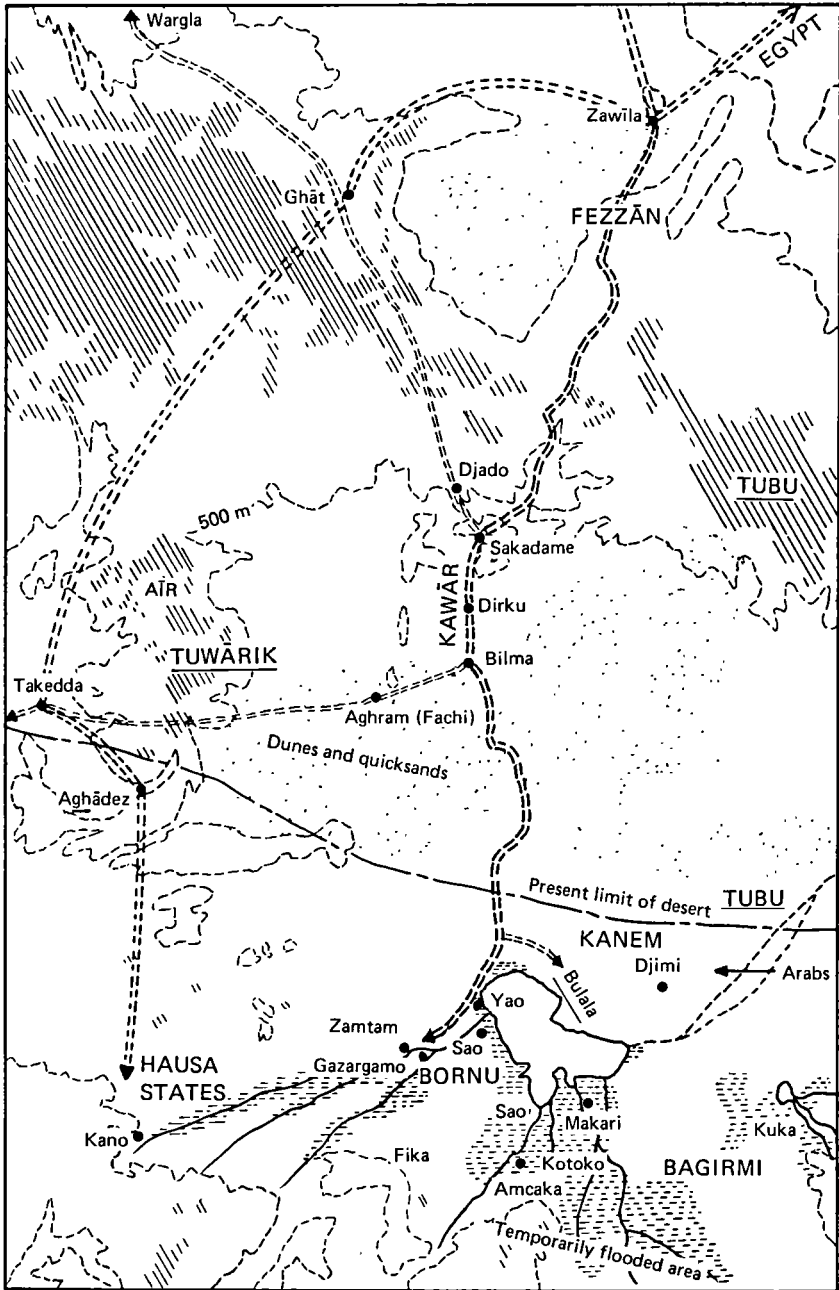 Wargla
EGYPT
Zawīla
Ghāt
FEZZĀN
Djado
TUBU
500 m
Sakadame
AĪR
KAWĀR
Dirku
TUWĀRIK
Bilma
Takedda
Aghram (Fachi)
Dunes and quicksands
Aghādez
Present limit of desert
TUBU
KANEM
Djimi
Arabs
Bulala
Yao
Zamtam
Sao
HAUSA
STATES
Gazargamo
BORNU
Sao
Makari
Kano
Kuka
Fika
Kotoko
BAGIRMI
Amcaka
Temporarily flooded area